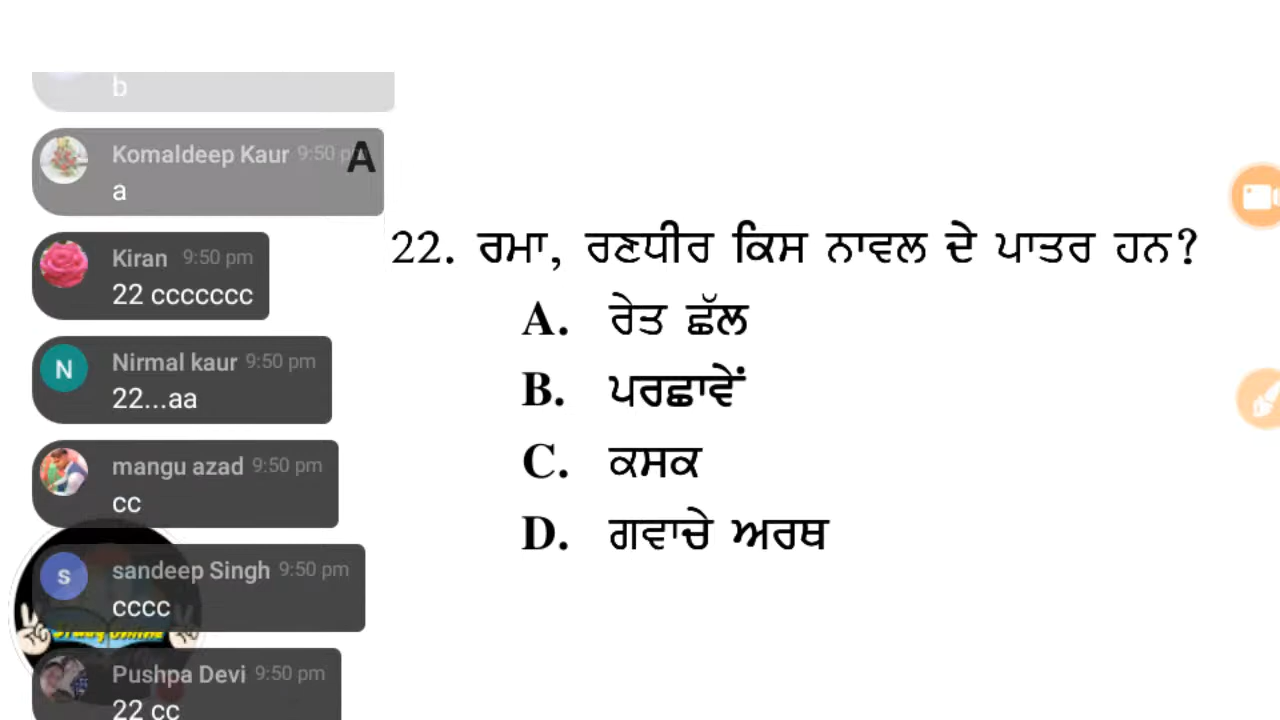 b
Komaldeep Kaur 9:50 pm
a
A
Kiran 9:50 pm
22 ccccccc
Nirmal kaur 9:50 pm
22...aa
mangu azad 9:50 pm
cc
sandeep Singh 9:50 pm
cccc
Study Online
Pushpa Devi 9:50 pm
22 cc
N
s
22. ਰਮਾ, ਰਣਧੀਰ ਕਿਸ ਨਾਵਲ ਦੇ ਪਾਤਰ ਹਨ?
A. ਰੇਤ ਛੱਲ
B. ਪਰਛਾਵੇਂ
C. ਕਸਕ
D. ਗਵਾਚੇ ਅਰਥ